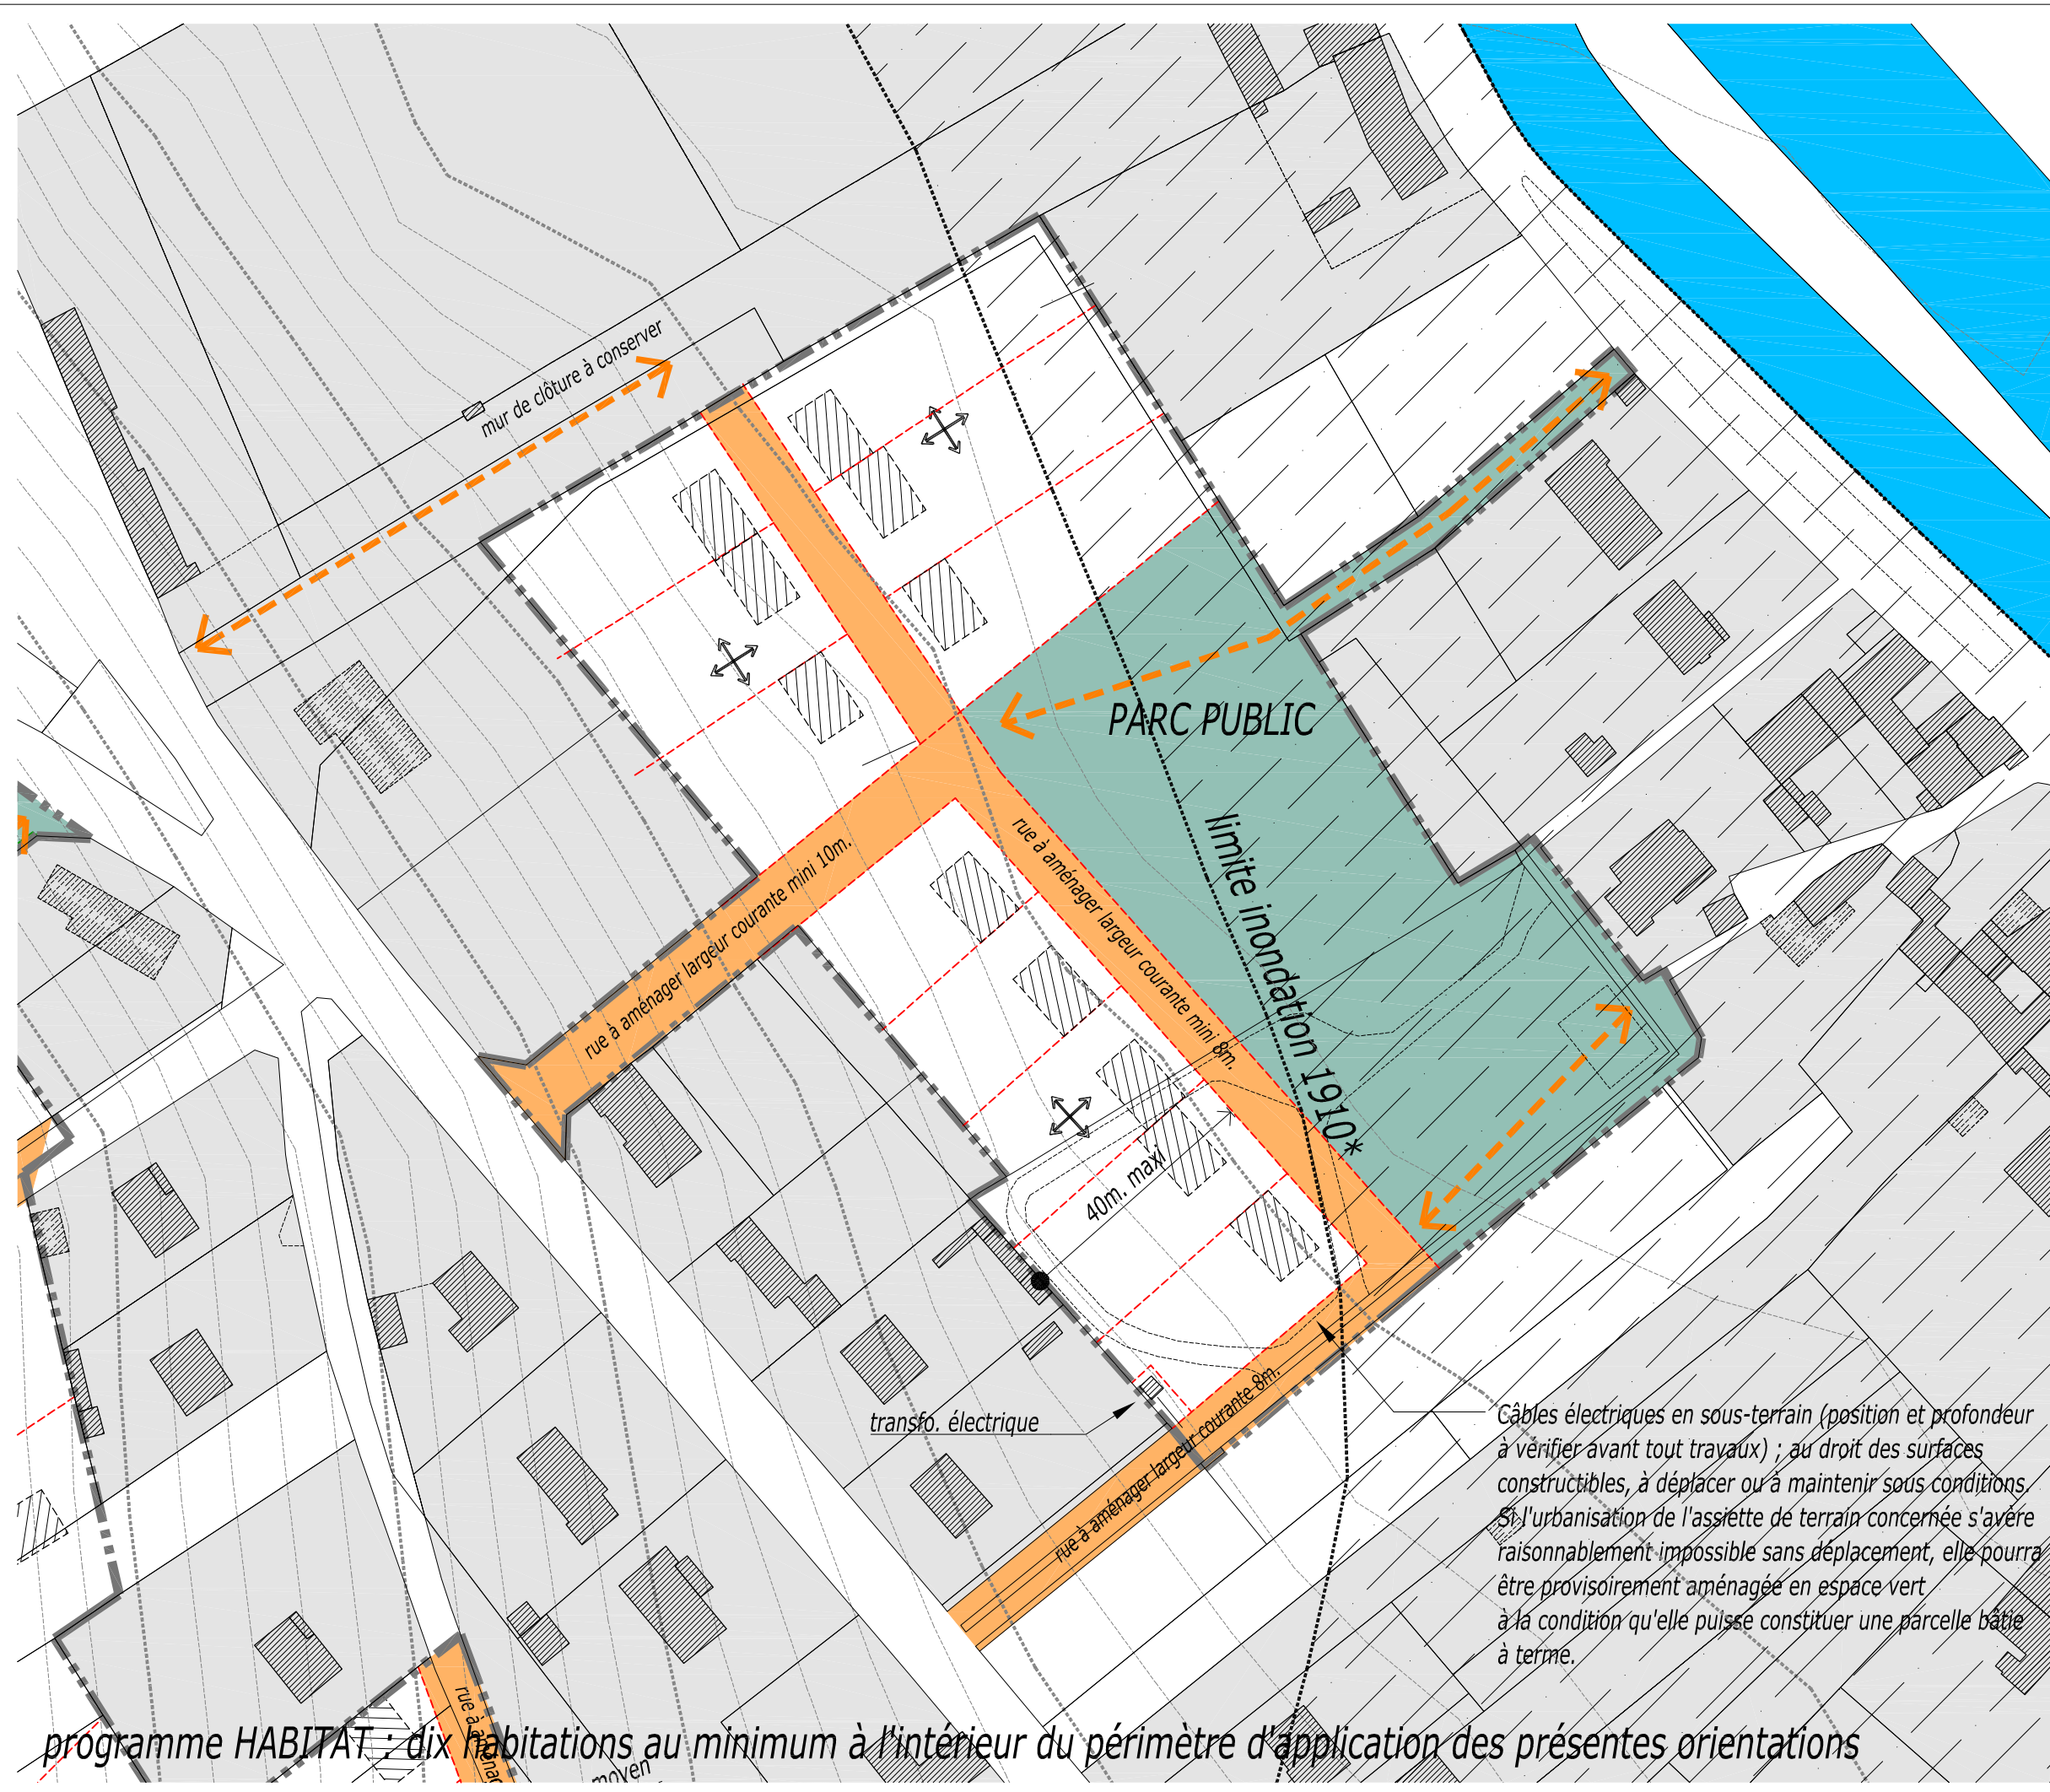 mur de clôture à conserver
PARC PUBLIC
rue à aménager largeur courante mini 10m.
rue à aménager largeur courante mini 8m.
limite inondation 1910*
40m. maxi
transfo. électrique
rue à aménager largeur courante 8m.
Câbles électriques en sous-terrain (position et profondeur
à vérifier avant tout travaux) ; au droit des surfaces
constructibles, à déplacer ou à maintenir sous conditions.
Si l'urbanisation de l'assiette de terrain concernée s'avère
raisonnablement impossible sans déplacement, elle pourra
être provisoirement aménagée en espace vert
à la condition qu'elle puisse constituer une parcelle bâtie
à terme.
rue à aménag
programme HABITAT : dix habitations au minimum à l'intérieur du périmètre d'application des présentes orientations
moyen